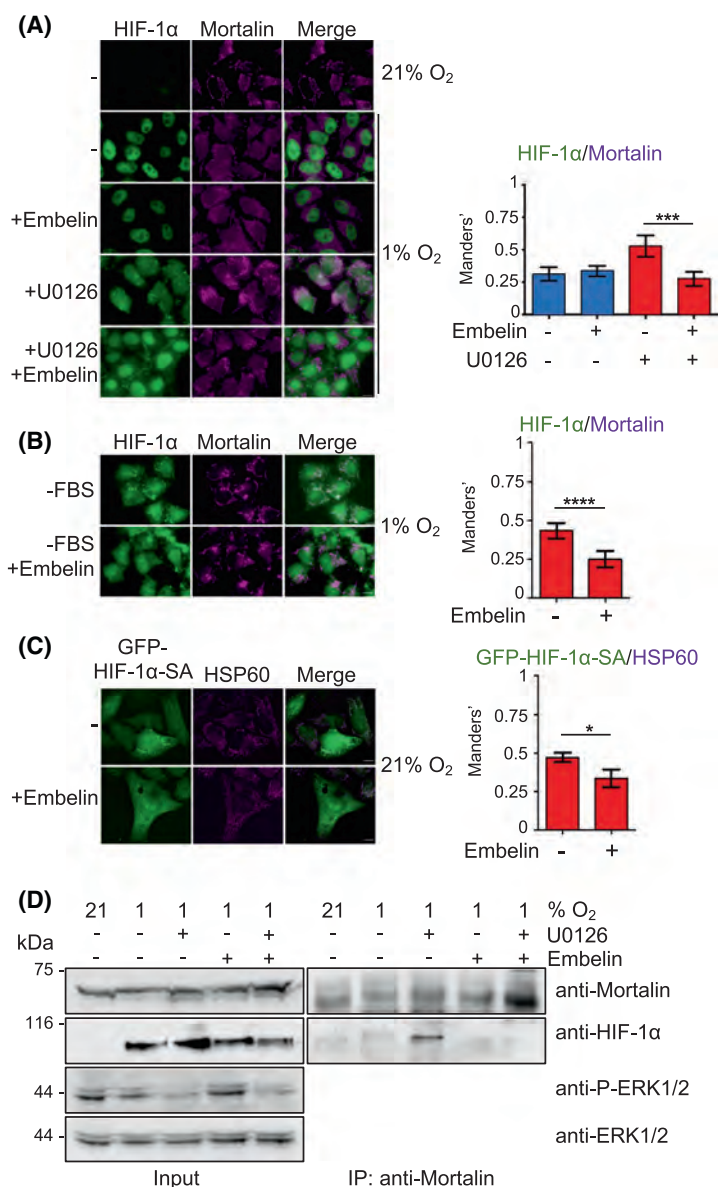 (A)
HIF-1α Mortalin Merge
- 21% O2
-
+Embelin
1% O2
+U0126
+U0126
+Embelin
HIF-1α/Mortalin
Manders'
1
0.75
0.5
0.25
0
***
Embelin - + - +
U0126 - - + +
(B)
HIF-1α Mortalin Merge
-FBS
1% O2
-FBS
+Embelin
HIF-1α/Mortalin
Manders'
1
0.75
0.5
0.25
0
****
Embelin - +
(C)
GFP-
HIF-1α-SA HSP60 Merge
-
21% O2
+Embelin
GFP-HIF-1α-SA/HSP60
Manders'
1
0.75
0.5
0.25
0
*
Embelin - +
(D)
21 1 1 1 1 21 1 1 1 1 % O2
- - + - + - - + - + U0126
- - - + + - - - + + Embelin
kDa
75 - anti-Mortalin
116 - anti-HIF-1α
44 - anti-P-ERK1/2
44 - anti-ERK1/2
Input IP: anti-Mortalin